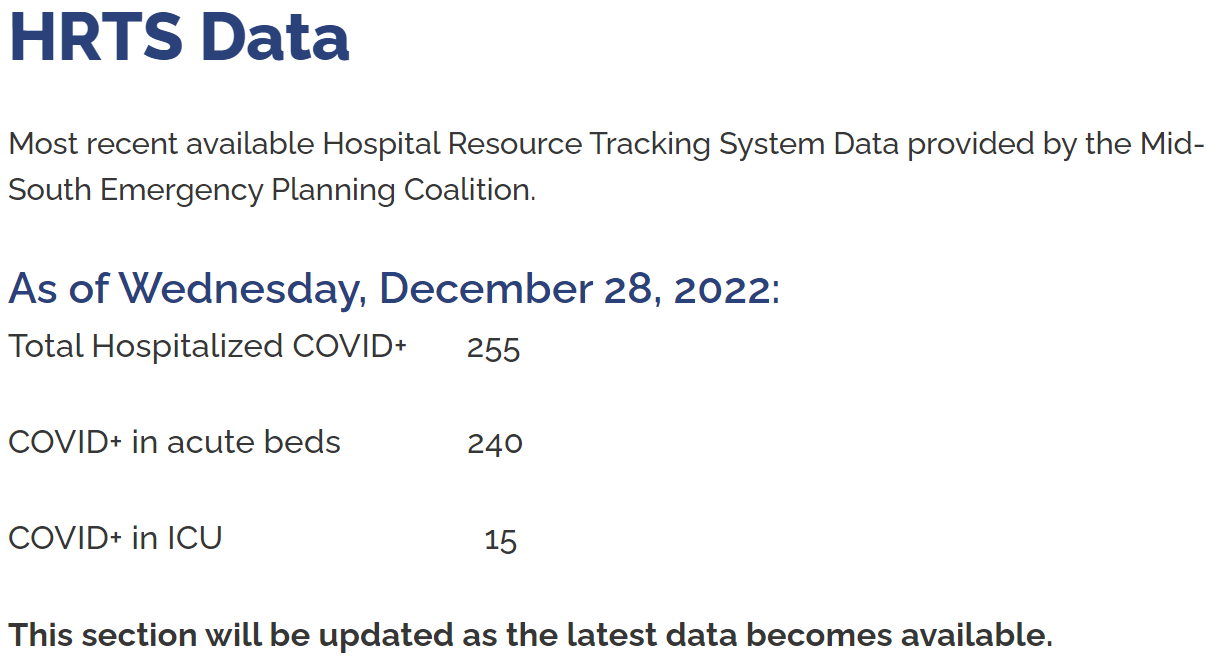 HRTS Data
Most recent available Hospital Resource Tracking System Data provided by the Mid-
South Emergency Planning Coalition.
As of Wednesday, December 28, 2022:
Total Hospitalized COVID+ 255
COVID+ in acute beds 240
COVID+ in ICU 15
This section will be updated as the latest data becomes available.